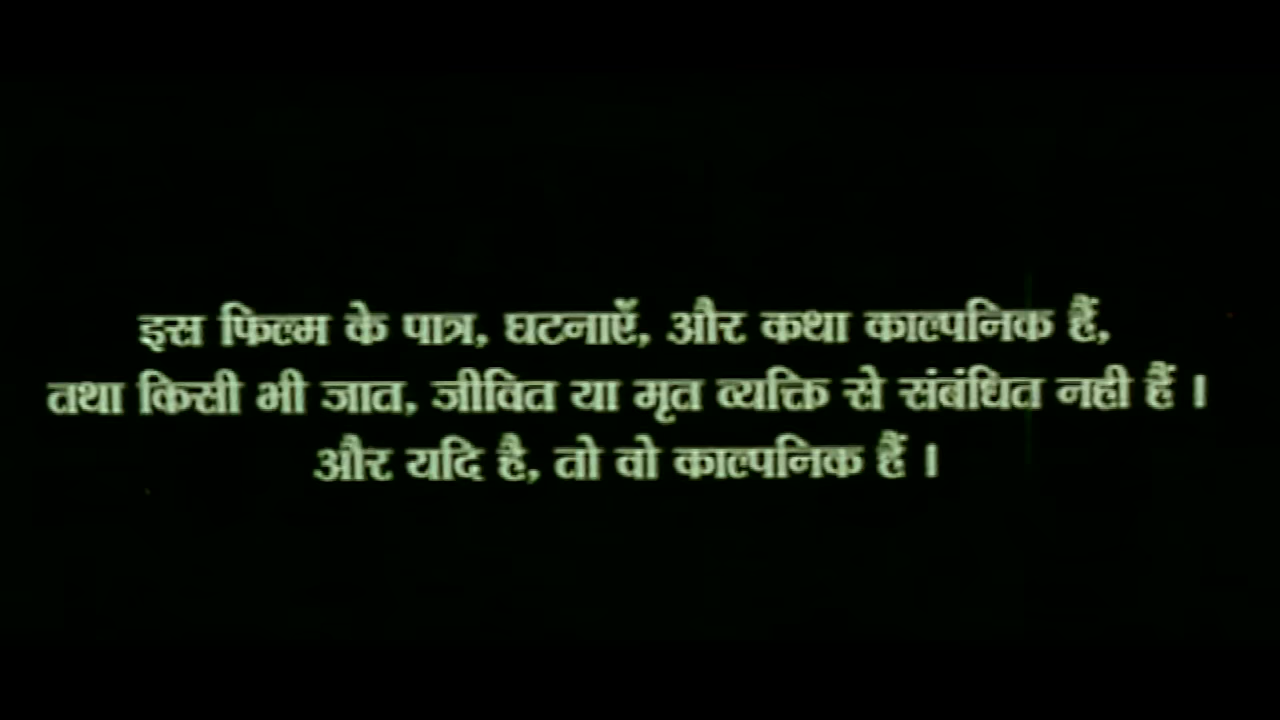 इस फिल्म के पात्र, घटनाएँ, और कथा काल्पनिक हैं,
तथा किसी भी जात, जीवित या मृत व्यक्ति से संबंधित नही हैं ।
और यदि है, तो वो काल्पनिक हैं ।